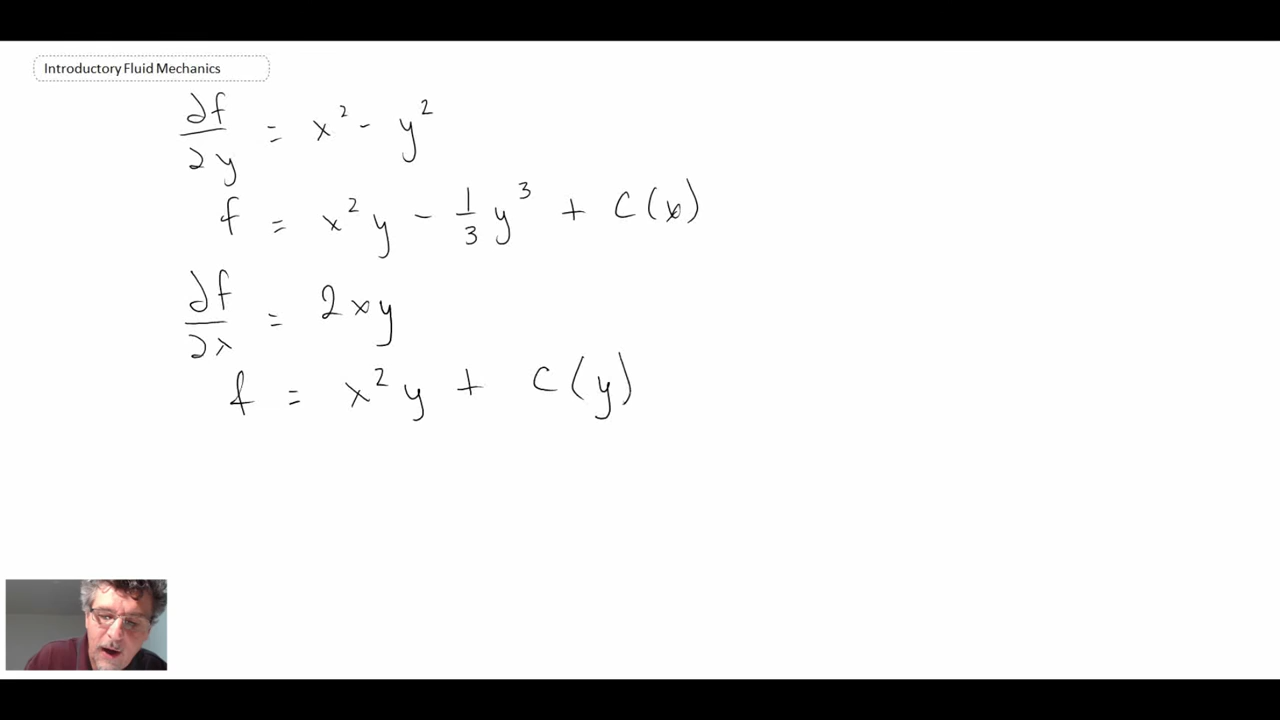 Introductory Fluid Mechanics
∂f/∂y = x² - y²
f = x²y - 1/3 y³ + C(x)
∂f/∂x = 2xy
f = x²y + C(y)